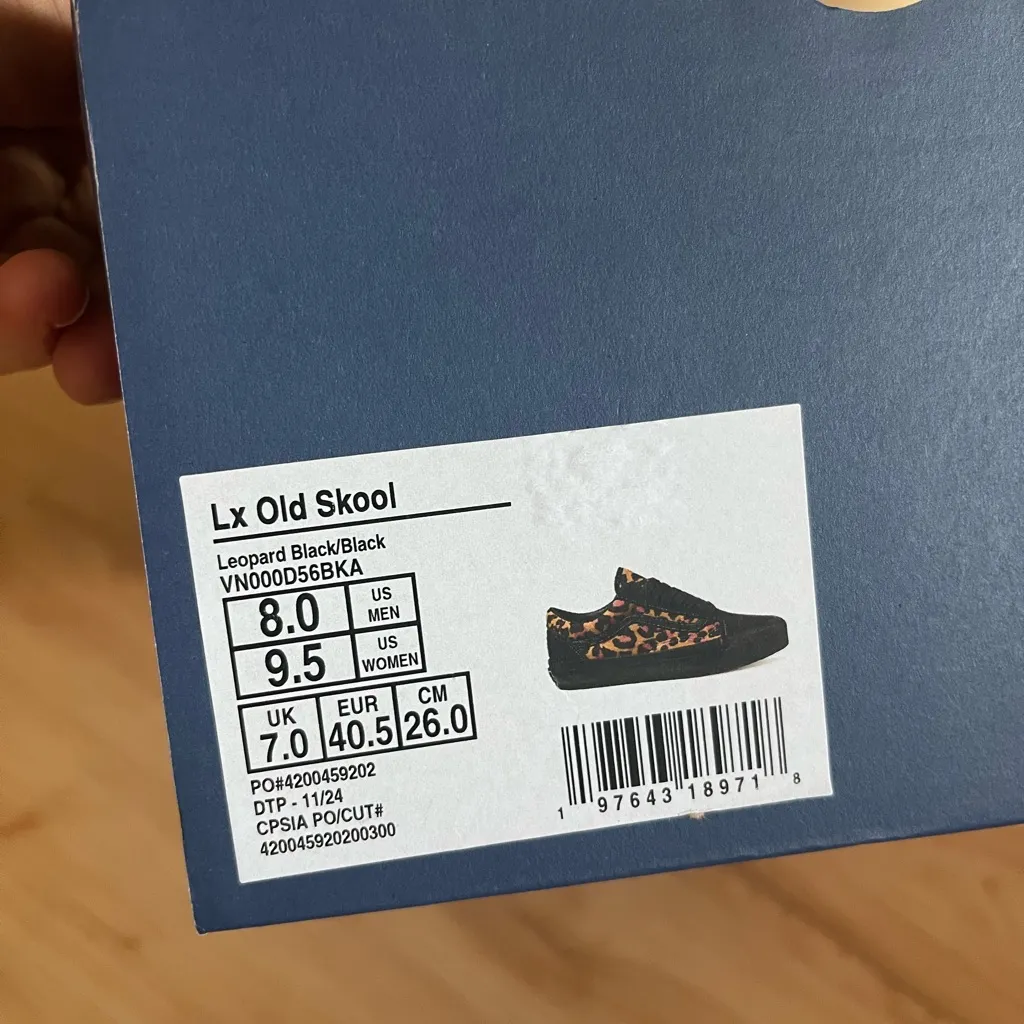 Lx Old Skool
Leopard Black/Black
VN000D56BKA
8.0 US MEN
9.5 US WOMEN
UK EUR CM
7.0 40.5 26.0
PO#4200459202
DTP - 11/24
CPSIA PO/CUT#
420045920200300
1 97643 18971 8